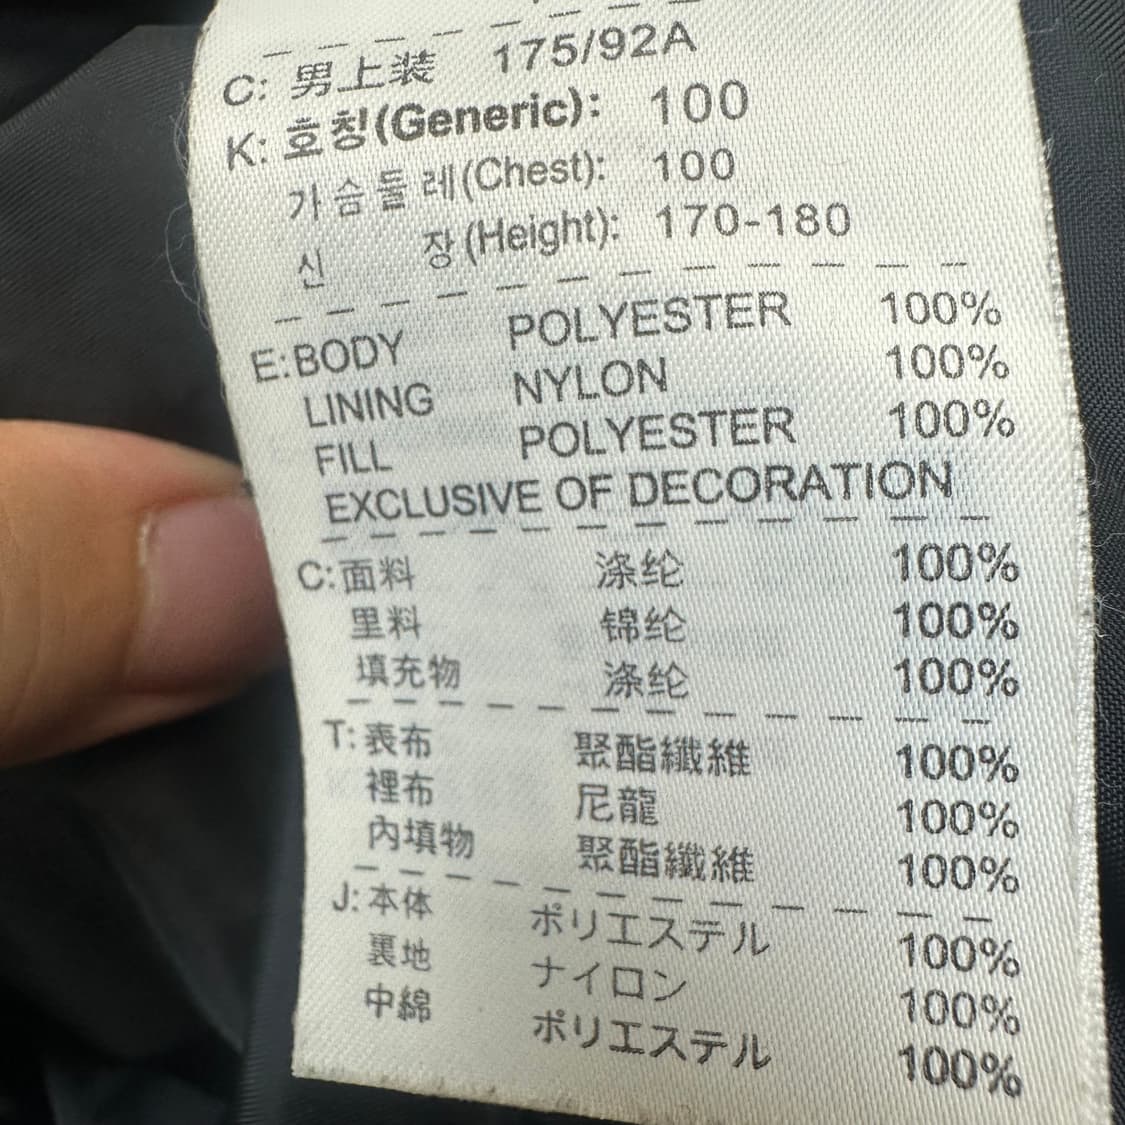 C: 男上装 175/92A
K: 호칭(Generic): 100
가슴둘레(Chest): 100
신 장(Height): 170-180
E:BODY POLYESTER 100%
LINING NYLON 100%
FILL POLYESTER 100%
EXCLUSIVE OF DECORATION
C:面料 涤纶 100%
里料 锦纶 100%
填充物 涤纶 100%
T:表布 聚酯纖維 100%
裡布 尼龍 100%
內填物 聚酯纖維 100%
J:本体 ポリエステル 100%
裏地 ナイロン 100%
中綿 ポリエステル 100%